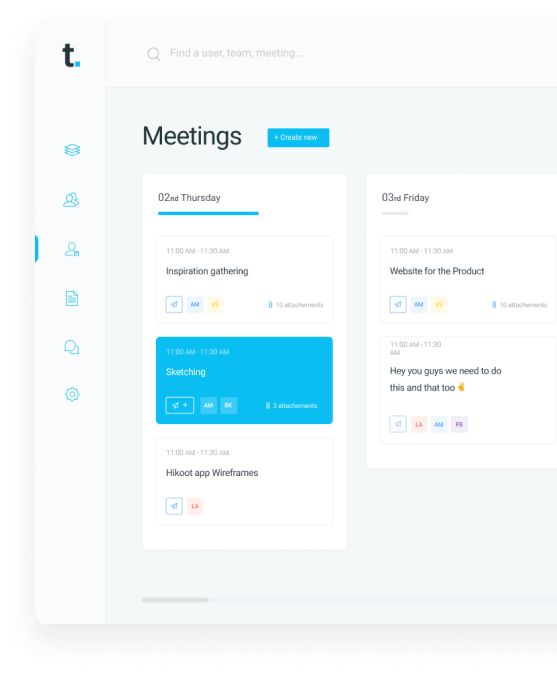 t.
Find a user, team, meeting...
Meetings
+ Create new
02nd Thursday
11:00 AM - 11:30 AM
Inspiration gathering
AM
ES
10 attachements
11:00 AM - 11:30 AM
Sketching
+
AM
BK
3 attachements
11:00 AM - 11:30 AM
Hikoot app Wireframes
LA
03rd Friday
11:00 AM - 11:30 AM
Website for the Product
AM
ES
10 attachements
11:00 AM - 11:30
AM
Hey you guys we need to do
this and that too ✌
LA
AM
FS